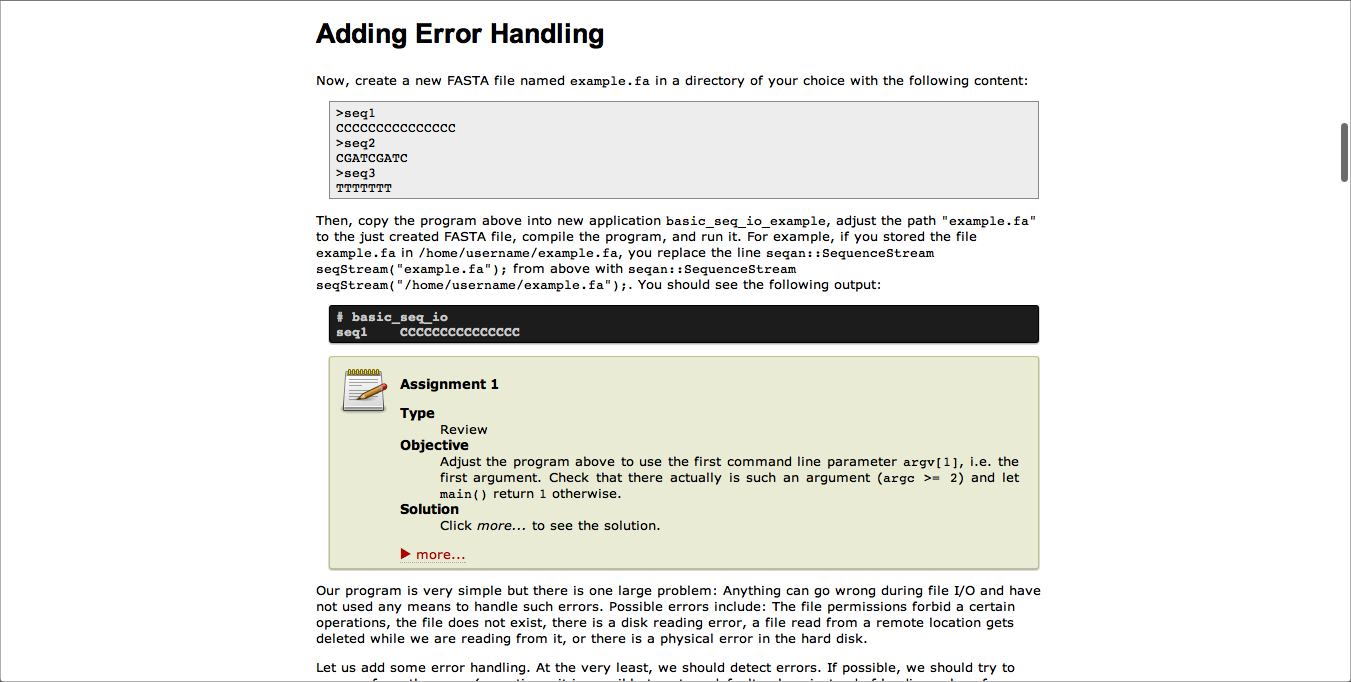 Adding Error Handling
Now, create a new FASTA file named example.fa in a directory of your choice with the following content:
>seq1
CCCCCCCCCCCCCCC
>seq2
CGATCGATC
>seq3
TTTTTTT
Then, copy the program above into new application basic_seq_io_example, adjust the path "example.fa"
to the just created FASTA file, compile the program, and run it. For example, if you stored the file
example.fa in /home/username/example.fa, you replace the line seqan::SequenceStream
seqStream("example.fa"); from above with seqan::SequenceStream
seqStream("/home/username/example.fa");. You should see the following output:
# basic_seq_io
seq1    CCCCCCCCCCCCCCC
Assignment 1
Type
Review
Objective
Adjust the program above to use the first command line parameter argv[1], i.e. the
first argument. Check that there actually is such an argument (argc >= 2) and let
main() return 1 otherwise.
Solution
Click more... to see the solution.
▶ more...
Our program is very simple but there is one large problem: Anything can go wrong during file I/O and have
not used any means to handle such errors. Possible errors include: The file permissions forbid a certain
operations, the file does not exist, there is a disk reading error, a file read from a remote location gets
deleted while we are reading from it, or there is a physical error in the hard disk.
Let us add some error handling. At the very least, we should detect errors. If possible, we should try to